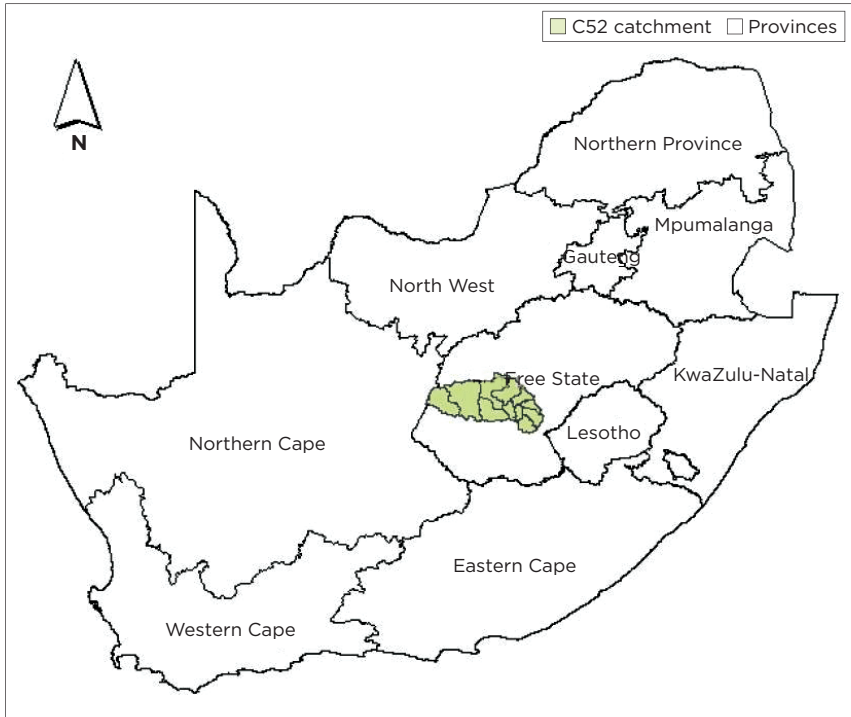 C52 catchment
Provinces
N
Northern Province
Mpumalanga
Gauteng
North West
Free State
KwaZulu-Natal
Lesotho
Northern Cape
Eastern Cape
Western Cape